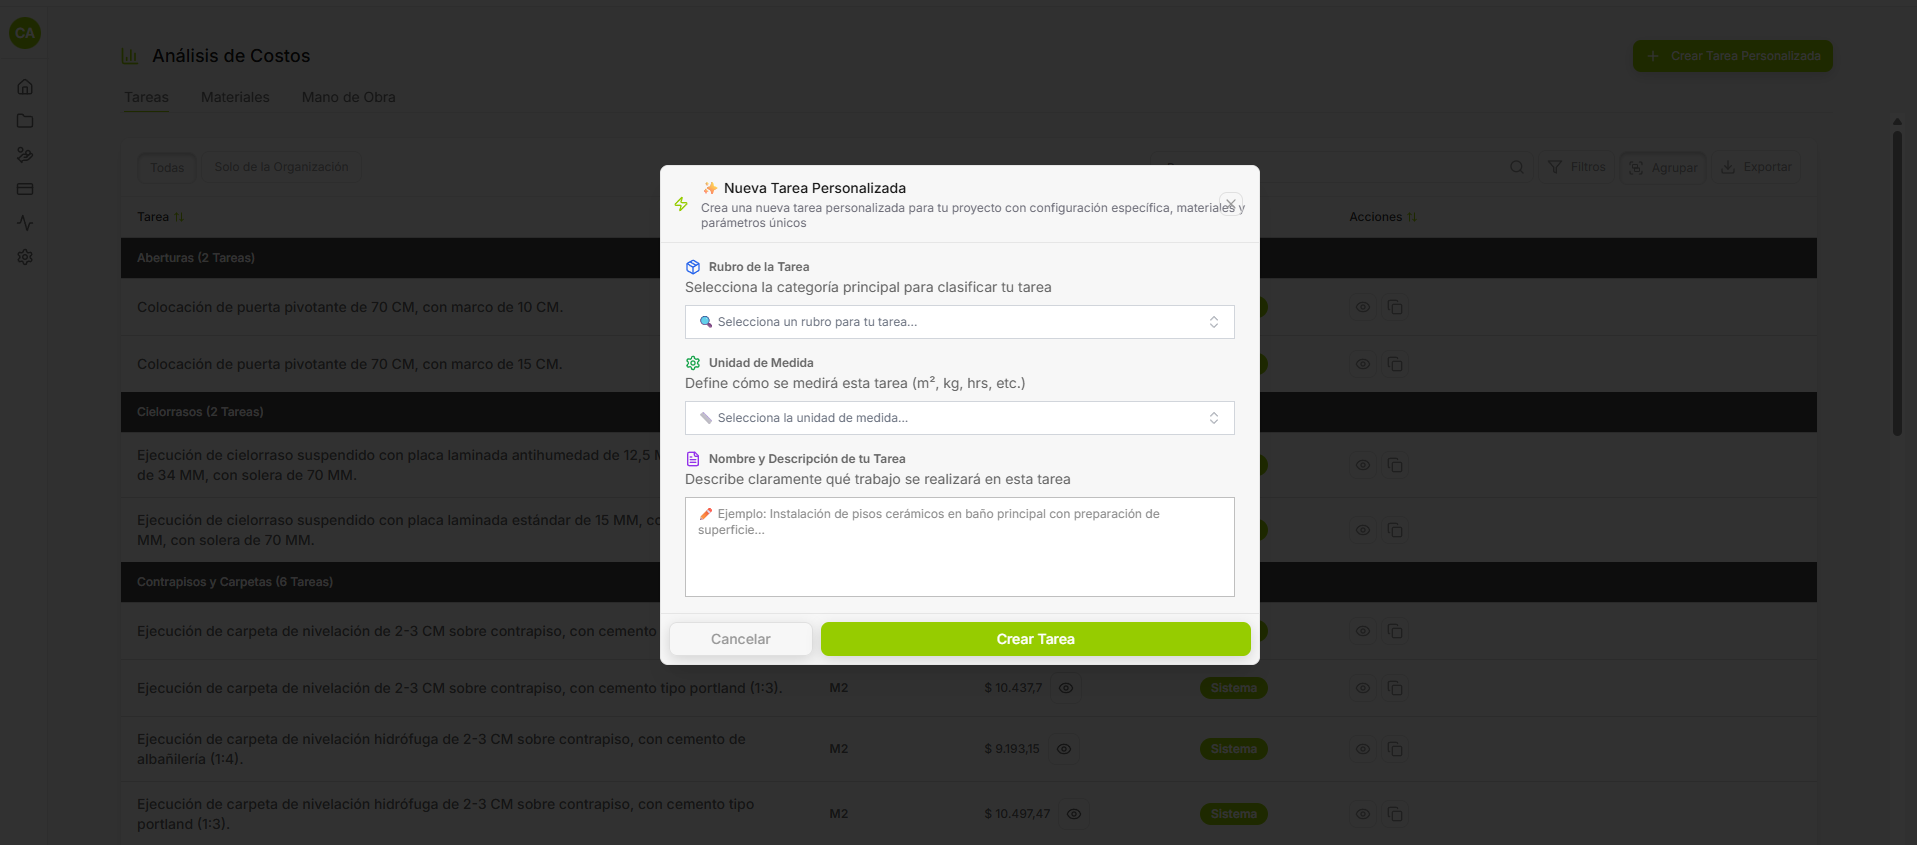 CA
Análisis de Costos
Crear Tarea Personalizada
Tareas
Materiales
Mano de Obra
Todas
Solo de la Organización
Filtros
Agrupar
Exportar
Tarea
Acciones
Aberturas (2 Tareas)
Colocación de puerta pivotante de 70 CM, con marco de 10 CM.
Colocación de puerta pivotante de 70 CM, con marco de 15 CM.
Cielorrasos (2 Tareas)
Ejecución de cielorraso suspendido con placa laminada antihumedad de 12,5
de 34 MM, con solera de 70 MM.
Ejecución de cielorraso suspendido con placa laminada estándar de 15 MM,
MM, con solera de 70 MM.
Contrapisos y Carpetas (6 Tareas)
Ejecución de carpeta de nivelación de 2-3 CM sobre contrapiso, con cemento
Ejecución de carpeta de nivelación de 2-3 CM sobre contrapiso, con cemento tipo portland (1:3).
M2
$ 10.437,7
Sistema
Ejecución de carpeta de nivelación hidrófuga de 2-3 CM sobre contrapiso, con cemento de
albañilería (1:4).
M2
$ 9.193,15
Sistema
Ejecución de carpeta de nivelación hidrófuga de 2-3 CM sobre contrapiso, con cemento tipo
portland (1:3).
M2
$ 10.497,47
Sistema
✨ Nueva Tarea Personalizada
Crea una nueva tarea personalizada para tu proyecto con configuración específica, materiales y
parámetros únicos
Rubro de la Tarea
Selecciona la categoría principal para clasificar tu tarea
🔍 Selecciona un rubro para tu tarea...
Unidad de Medida
Define cómo se medirá esta tarea (m², kg, hrs, etc.)
📏 Selecciona la unidad de medida...
Nombre y Descripción de tu Tarea
Describe claramente qué trabajo se realizará en esta tarea
✏️ Ejemplo: Instalación de pisos cerámicos en baño principal con preparación de
superficie...
Cancelar
Crear Tarea